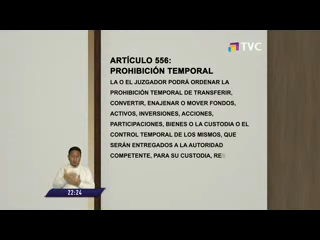 TVC
ARTÍCULO 556:
PROHIBICIÓN TEMPORAL
LA O EL JUZGADOR PODRÁ ORDENAR LA
PROHIBICIÓN TEMPORAL DE TRANSFERIR,
CONVERTIR, ENAJENAR O MOVER FONDOS,
ACTIVOS, INVERSIONES, ACCIONES,
PARTICIPACIONES, BIENES O LA CUSTODIA O EL
CONTROL TEMPORAL DE LOS MISMOS, QUE
SERÁN ENTREGADOS A LA AUTORIDAD
COMPETENTE, PARA SU CUSTODIA, RES
22:24